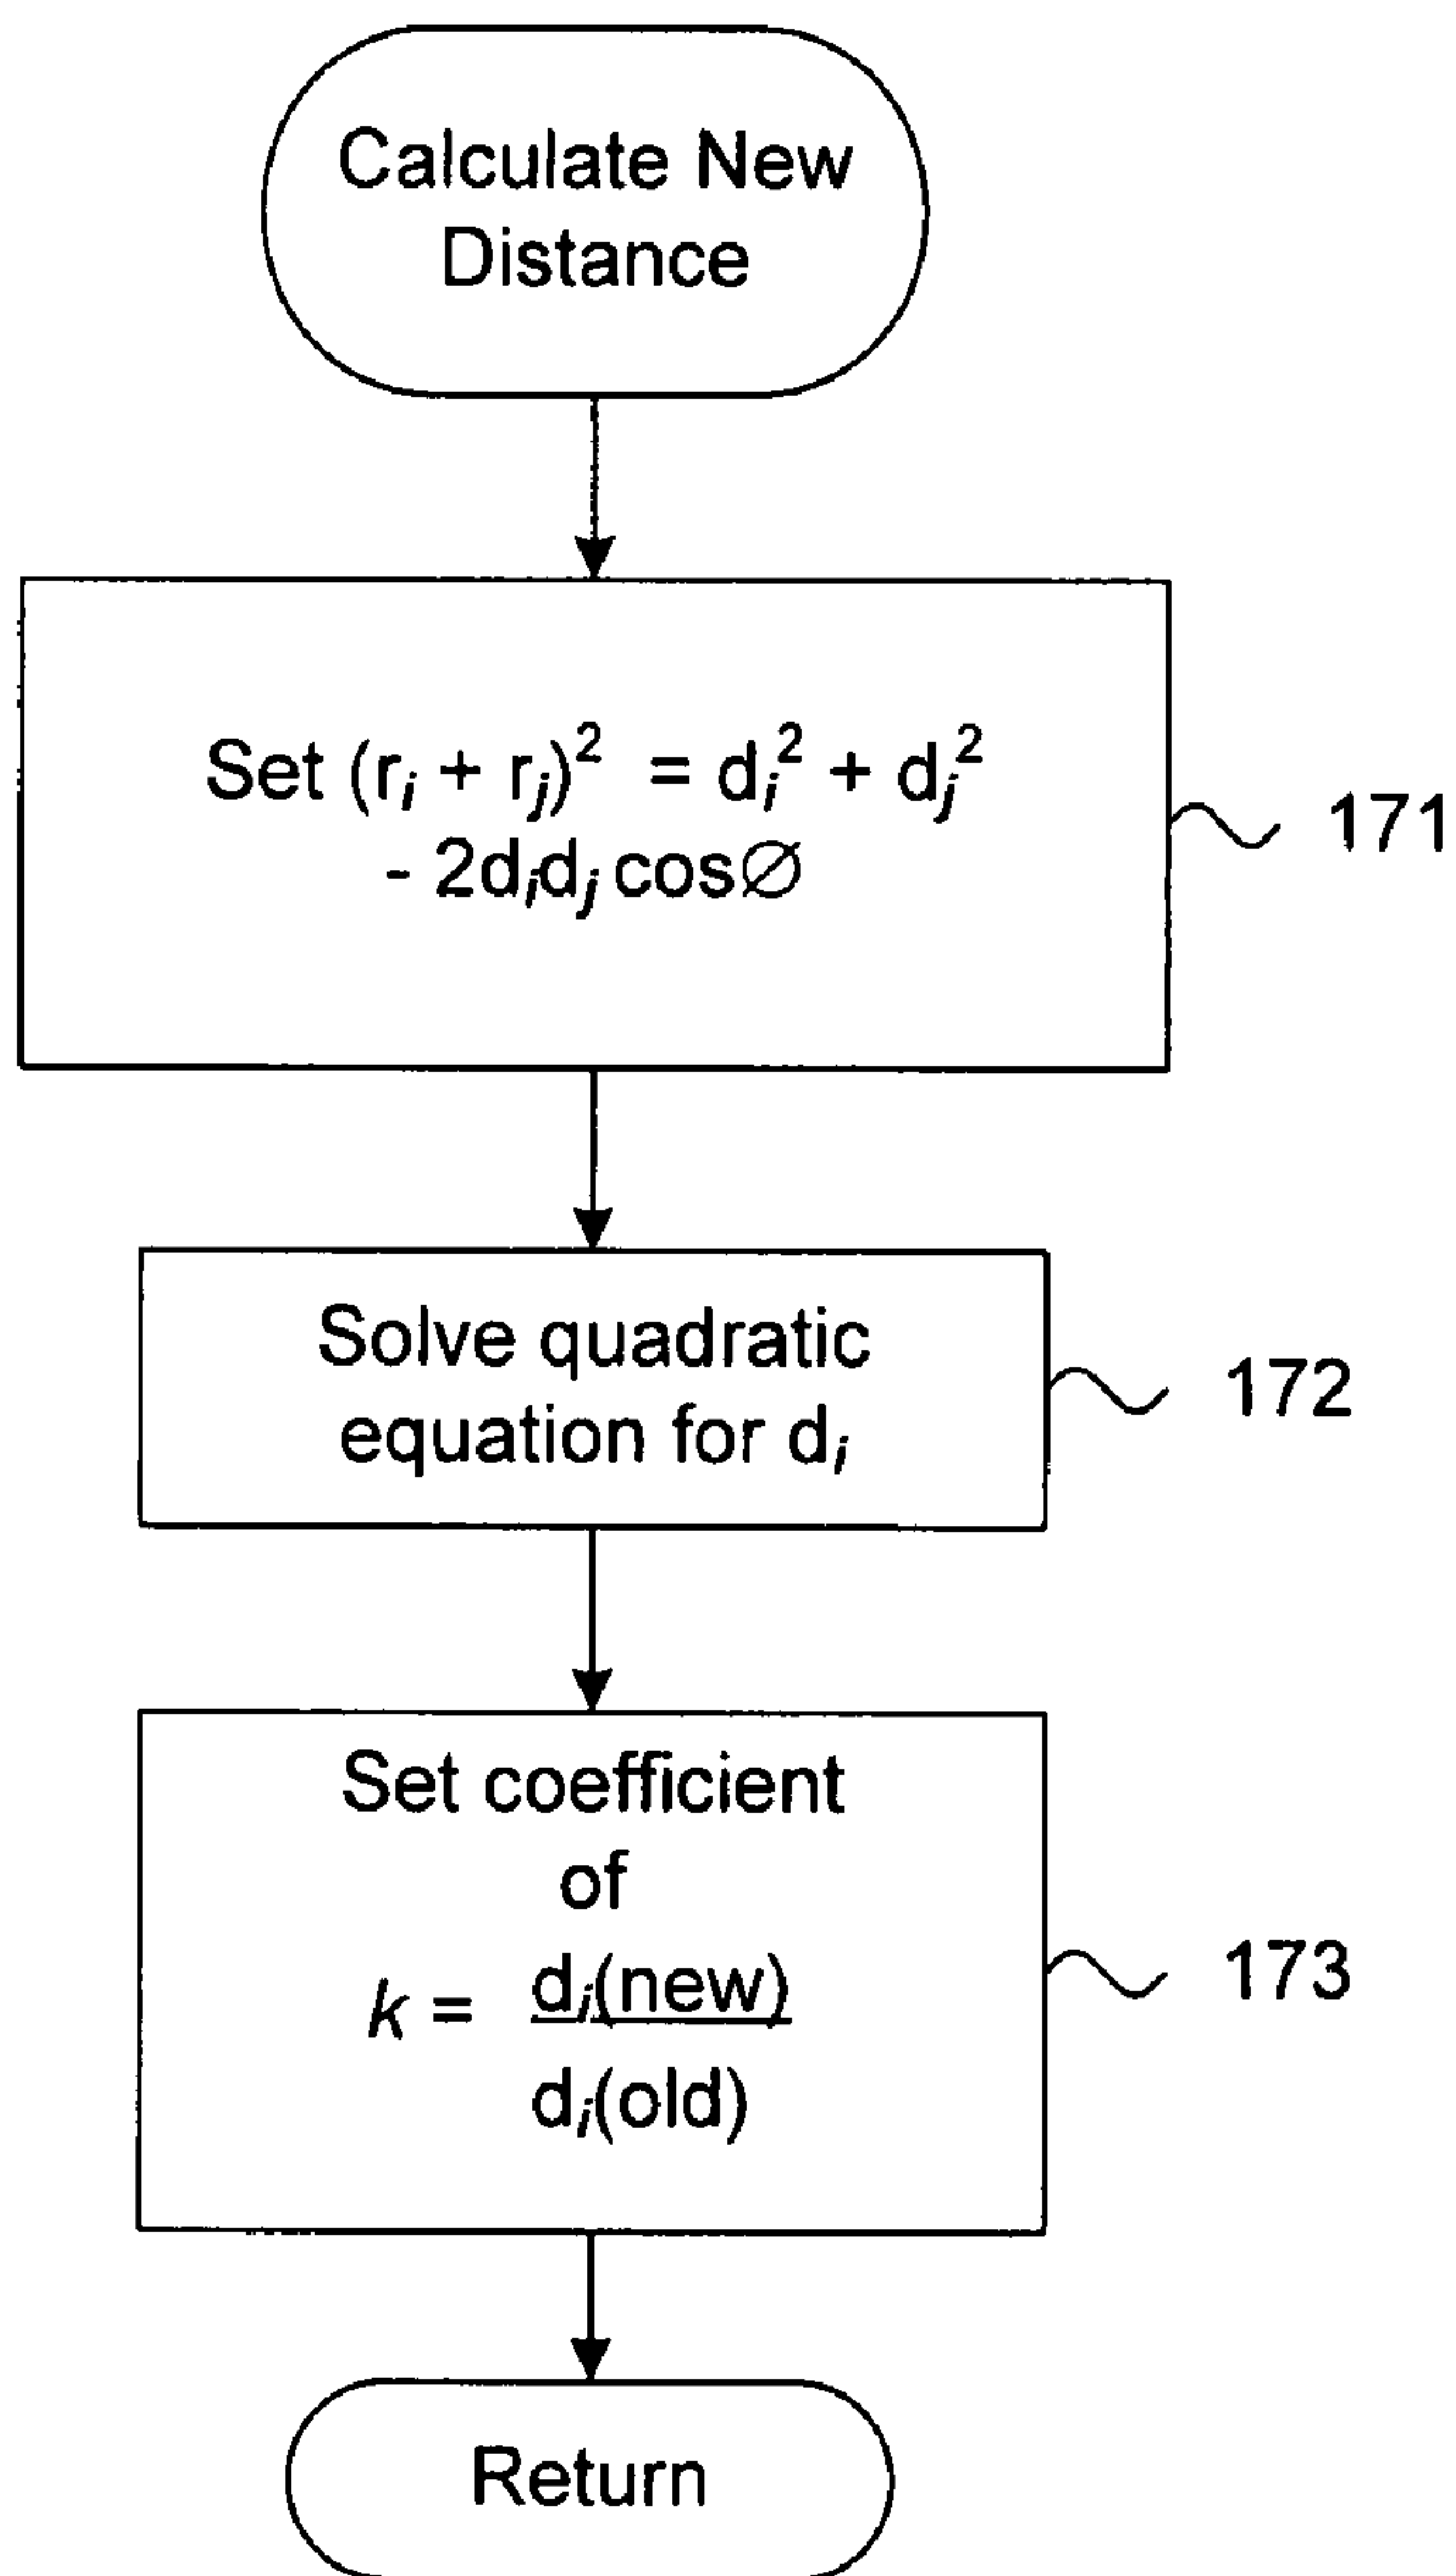 Calculate New
Distance
Set (rᵢ + rⱼ)² = dᵢ² + dⱼ²
- 2dᵢdⱼ cos∅
171
Solve quadratic
equation for dᵢ
172
Set coefficient
of
k = dᵢ(new)
dᵢ(old)
173
Return